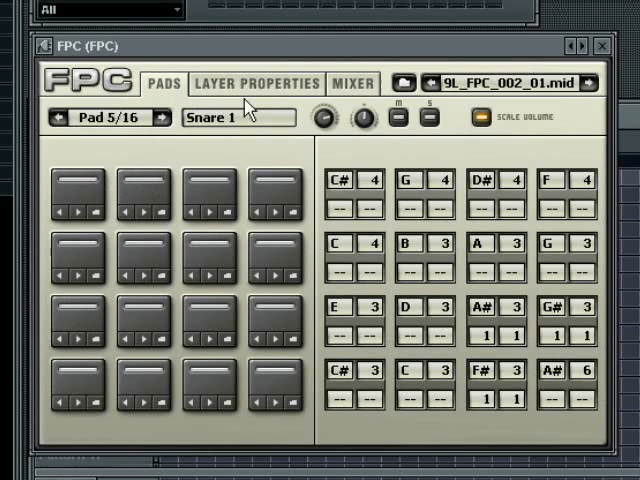 All
FPC (FPC)
FPC PADS LAYER PROPERTIES MIXER 9L_FPC_002_01.mid
m s
Pad 5/16 Snare 1 SCALE VOLUME
C# 4 G 4 D# 4 F 4
-- -- -- -- -- -- -- --
C 4 B 3 A 3 G 3
-- -- -- -- -- -- -- --
E 3 D 3 A# 3 G# 3
-- -- -- -- 1 1 1 1
C# 3 C 3 F# 3 A# 6
-- -- -- -- 1 1 -- --